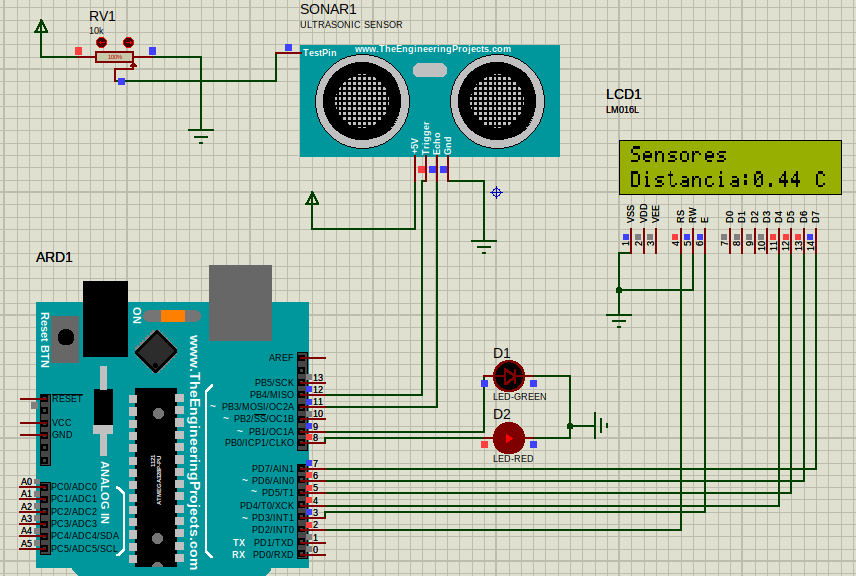 RV1
10k
100%
SONAR1
ULTRASONIC SENSOR
TestPin
www.TheEngineeringProjects.com
+5V
Trigger
Echo
Gnd
LCD1
LM016L
Sensores
Distancia:0.44 C
VSS
VDD
VEE
RS
RW
E
D0
D1
D2
D3
D4
D5
D6
D7
1
2
3
4
5
6
7
8
9
10
11
12
13
14
ARD1
Reset BTN
ON
www.TheEngineeringProjects.com
AREF
PB5/SCK 13
PB4/MISO 12
~ PB3/MOSI/OC2A 11
~ PB2/SS/OC1B 10
~ PB1/OC1A 9
PB0/ICP1/CLKO 8
PD7/AIN1 7
~ PD6/AIN0 6
~ PD5/T1 5
PD4/T0/XCK 4
~ PD3/INT1 3
PD2/INT0 2
TX PD1/TXD 1
RX PD0/RXD 0
RESET
VCC
GND
ANALOG IN
1121
ATMEGA328P-PU
A0 PC0/ADC0
A1 PC1/ADC1
A2 PC2/ADC2
A3 PC3/ADC3
A4 PC4/ADC4/SDA
A5 PC5/ADC5/SCL
D1
LED-GREEN
D2
LED-RED